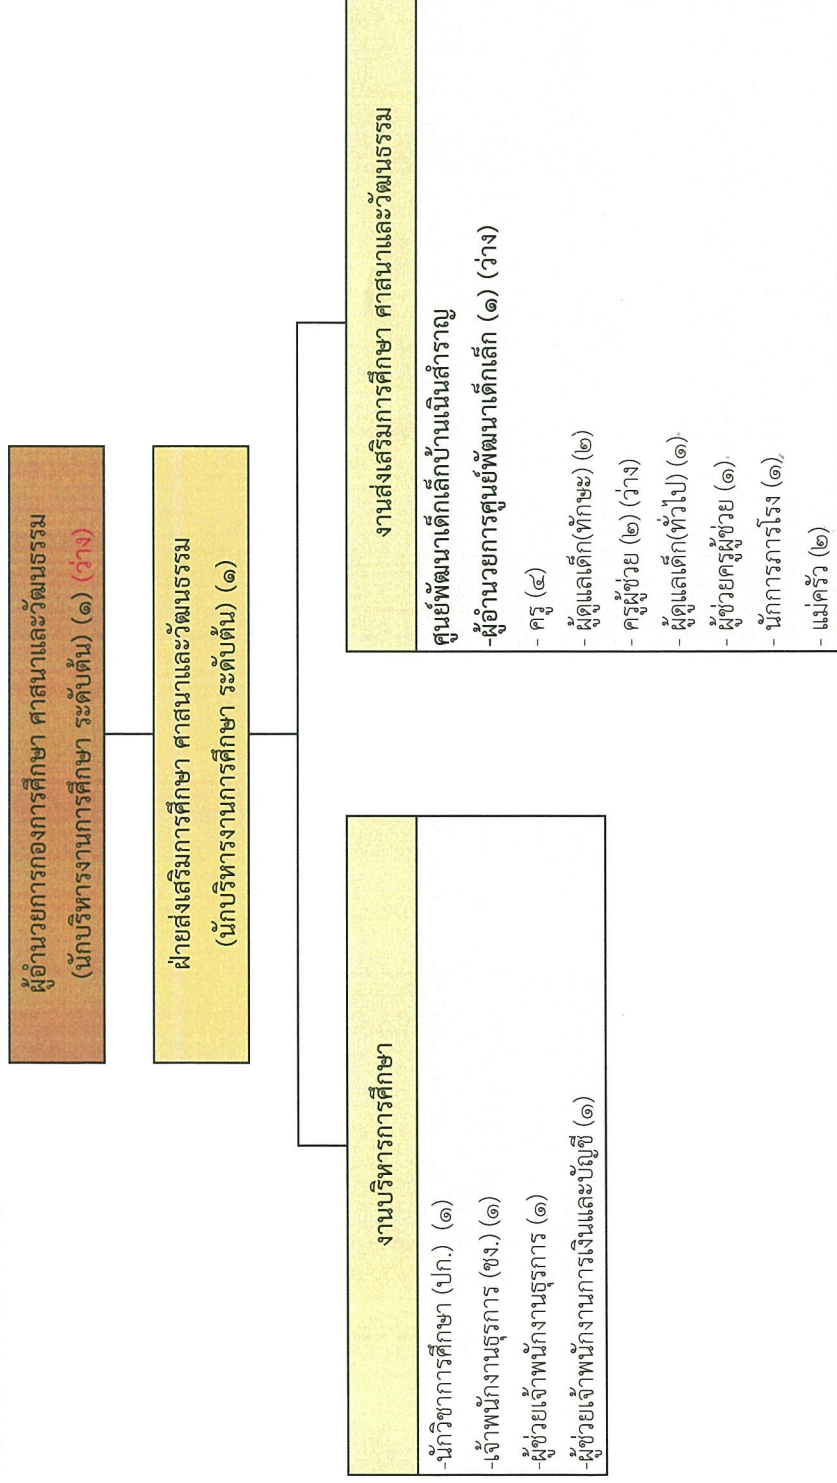 ผู้อำนวยการกองการศึกษา ศาสนาและวัฒนธรรม
(นักบริหารงานการศึกษา ระดับต้น) (๑) (ว่าง)
ฝ่ายส่งเสริมการศึกษา ศาสนาและวัฒนธรรม
(นักบริหารงานการศึกษา ระดับต้น) (๑)
งานบริหารการศึกษา
-นักวิชาการศึกษา (ปก.) (๑)
-เจ้าพนักงานธุรการ (ชง.) (๑)
-ผู้ช่วยเจ้าพนักงานธุรการ (๑)
-ผู้ช่วยเจ้าพนักงานการเงินและบัญชี (๑)
งานส่งเสริมการศึกษา ศาสนาและวัฒนธรรม
ศูนย์พัฒนาเด็กเล็กบ้านเนินสำราญ
-ผู้อำนวยการศูนย์พัฒนาเด็กเล็ก (๑) (ว่าง)
- ครู (๔)
- ผู้ดูแลเด็ก(ทักษะ) (๒)
- ครูผู้ช่วย (๒) (ว่าง)
- ผู้ดูแลเด็ก(ทั่วไป) (๑)
- ผู้ช่วยครูผู้ช่วย (๑)
- นักการภารโรง (๑)
- แม่ครัว (๒)